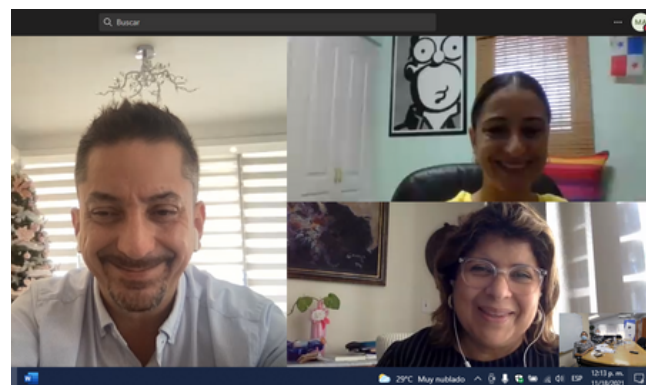 Buscar
MA
29°C Muy nublado
ESP
12:13 p. m.
11/18/2021